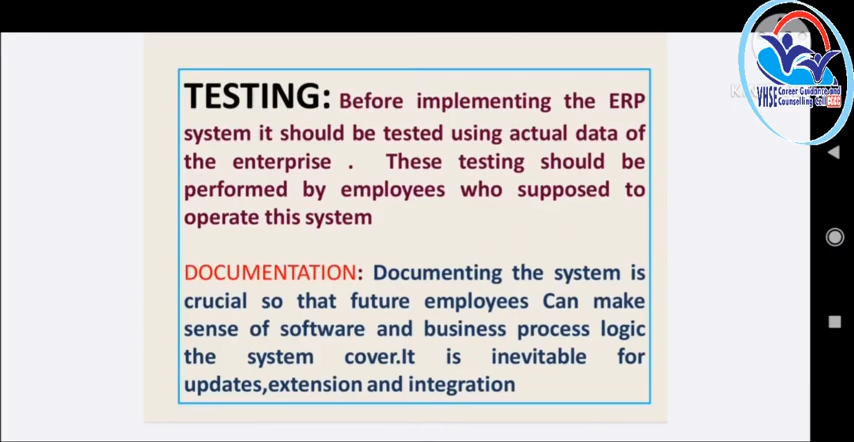 TESTING: Before implementing the ERP
system it should be tested using actual data of
the enterprise . These testing should be
performed by employees who supposed to
operate this system
DOCUMENTATION: Documenting the system is
crucial so that future employees Can make
sense of software and business process logic
the system cover.It is inevitable for
updates,extension and integration
VHSE Career Guidance and
Counselling Cell CGCC